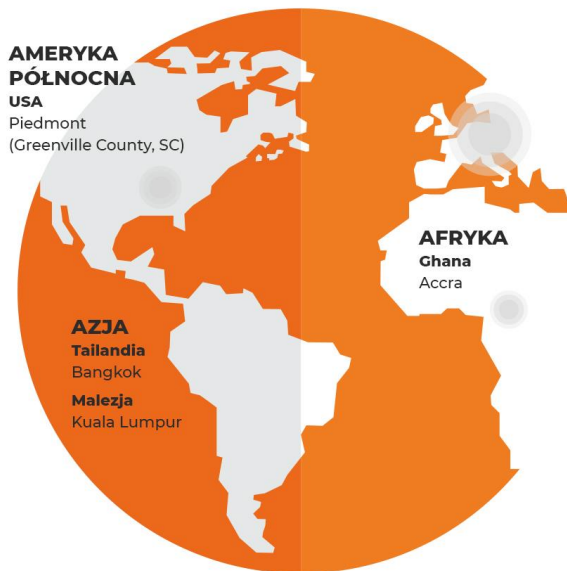 AMERYKA
PÓŁNOCNA
USA
Piedmont
(Greenville County, SC)
AFRYKA
Ghana
Accra
AZJA
Tailandia
Bangkok
Malezja
Kuala Lumpur